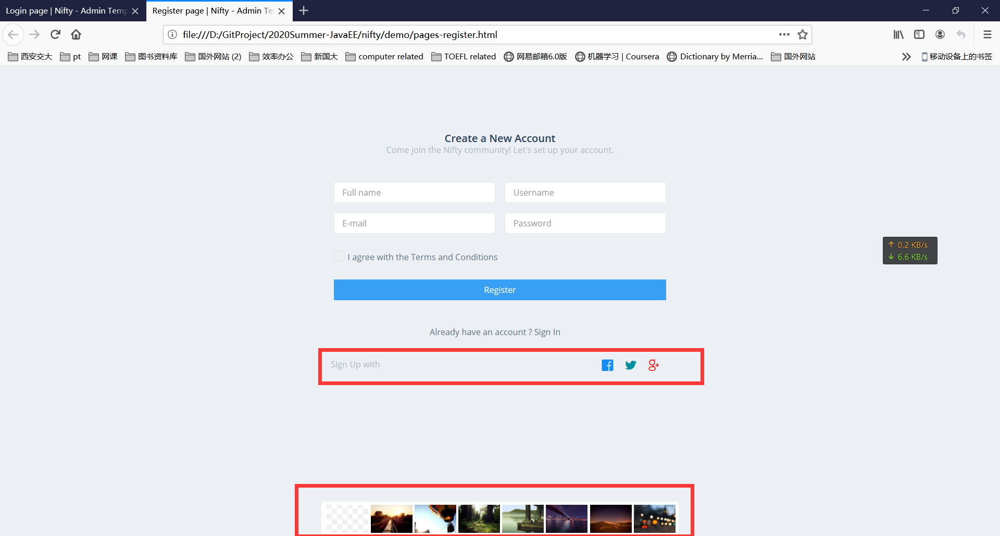 Login page | Nifty - Admin Temp
Register page | Nifty - Admin Te
file:///D:/GitProject/2020Summer-JavaEE/nifty/demo/pages-register.html
西安交大 pt 网课 图书资料库 国外网站 (2) 效率办公 新国大 computer related TOEFL related 网易邮箱6.0版 机器学习 | Coursera Dictionary by Merria... 国外网站 移动设备上的书签
Create a New Account
Come join the Nifty community! Let's set up your account.
Full name Username
E-mail Password
I agree with the Terms and Conditions
↑ 0.2 KB/s
↓ 6.6 KB/s
Register
Already have an account ? Sign In
Sign Up with